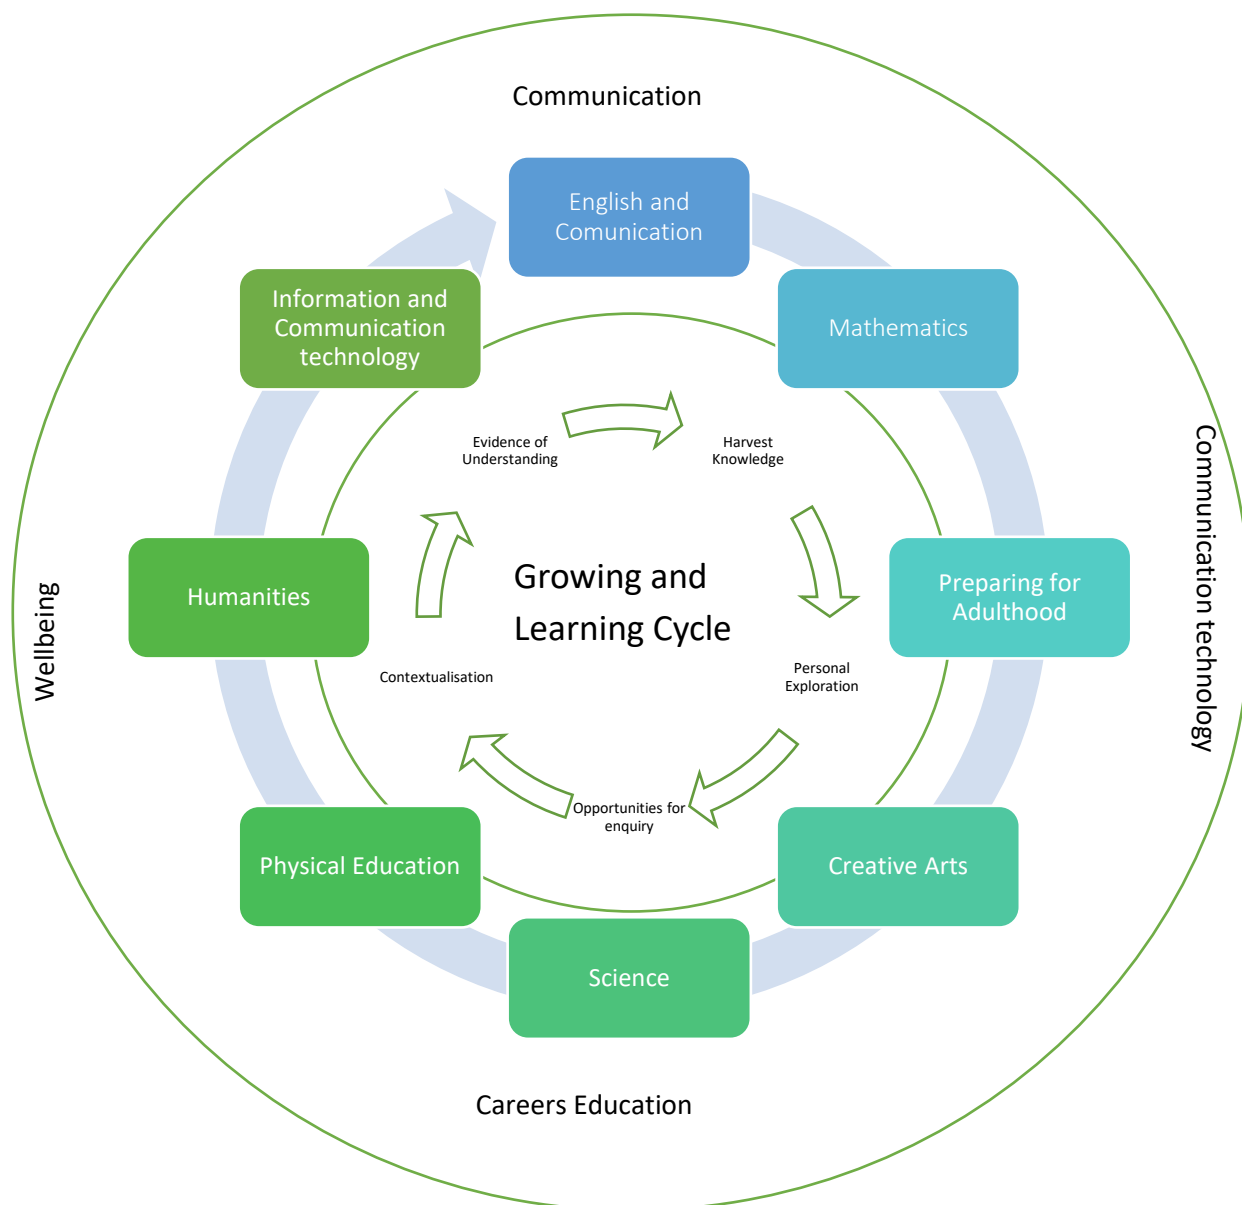 Communication
English and
Comunication
Information and
Communication
technology
Mathematics
Evidence of
Understanding
Harvest
Knowledge
Communication technology
Growing and
Learning Cycle
Preparing for
Adulthood
Humanities
Wellbeing
Contextualisation
Personal
Exploration
Opportunities for
enquiry
Physical Education
Creative Arts
Science
Careers Education